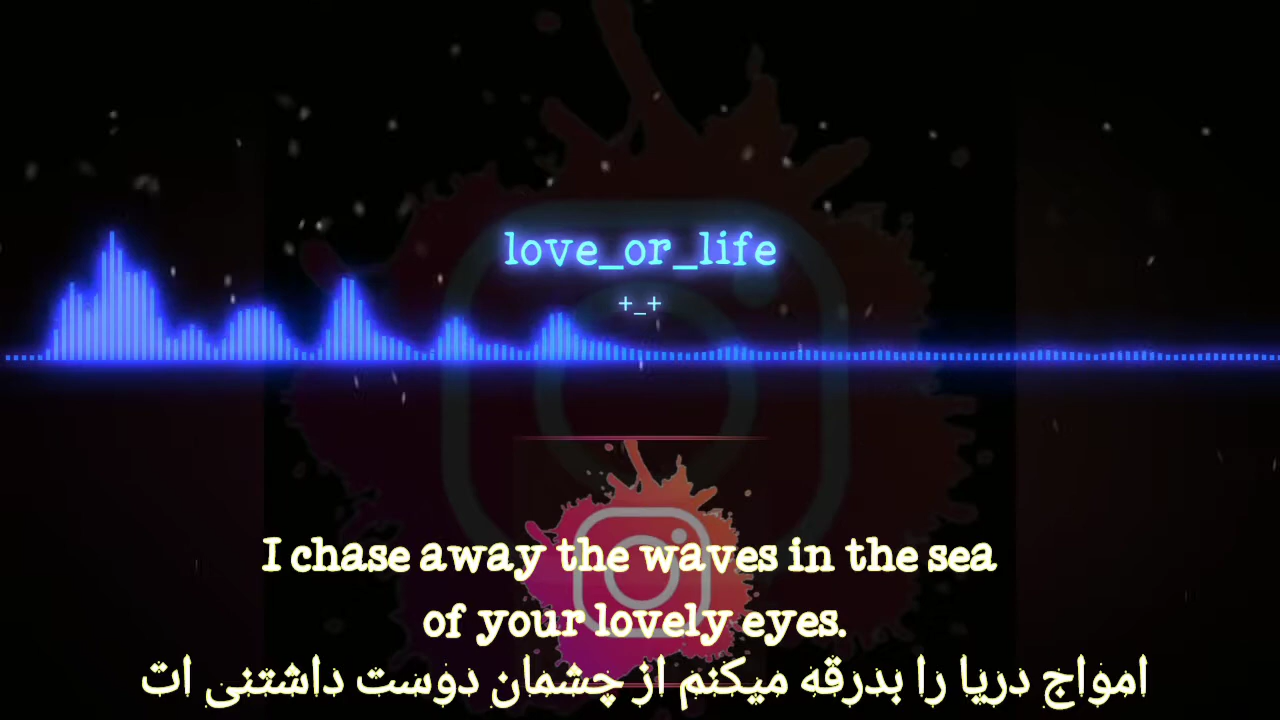 love_or_life
+_+
I chase away the waves in the sea
of your lovely eyes.
امواج دریا را بدرقه میکنم از چشمان دوست داشتنی ات